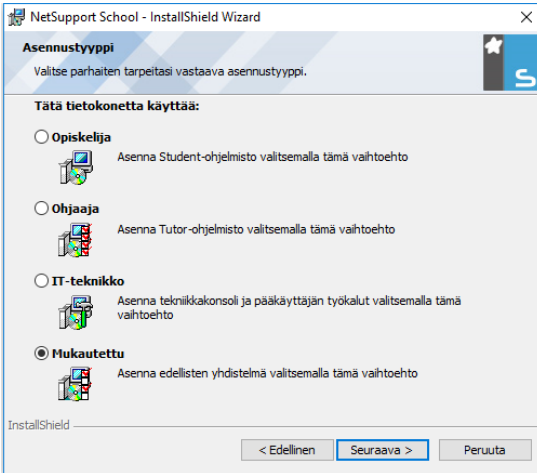 NetSupport School - InstallShield Wizard
Asennustyyppi
Valitse parhaiten tarpeitasi vastaava asennustyyppi.
S
Tätä tietokonetta käyttää:
Opiskelija
Asenna Student-ohjelmisto valitsemalla tämä vaihtoehto
Ohjaaja
Asenna Tutor-ohjelmisto valitsemalla tämä vaihtoehto
IT-teknikko
Asenna tekniikkakonsoli ja pääkäyttäjän työkalut valitsemalla tämä
vaihtoehto
Mukautettu
Asenna edellisten yhdistelmä valitsemalla tämä vaihtoehto
InstallShield
< Edellinen
Seuraava >
Peruuta